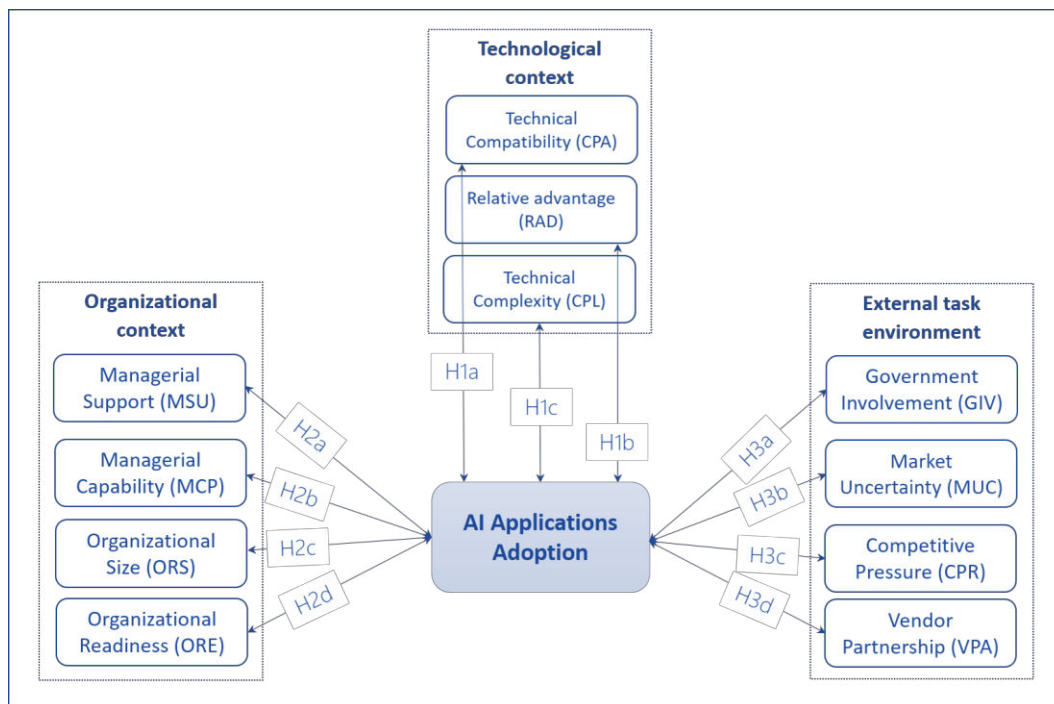 Technological
context
Technical
Compatibility (CPA)
Relative advantage
(RAD)
Technical
Complexity (CPL)
Organizational
context
Managerial
Support (MSU)
Managerial
Capability (MCP)
Organizational
Size (ORS)
Organizational
Readiness (ORE)
H1a
H1c
H1b
H2a
H2b
H2c
H2d
AI Applications
Adoption
H3a
H3b
H3c
H3d
External task
environment
Government
Involvement (GIV)
Market
Uncertainty (MUC)
Competitive
Pressure (CPR)
Vendor
Partnership (VPA)